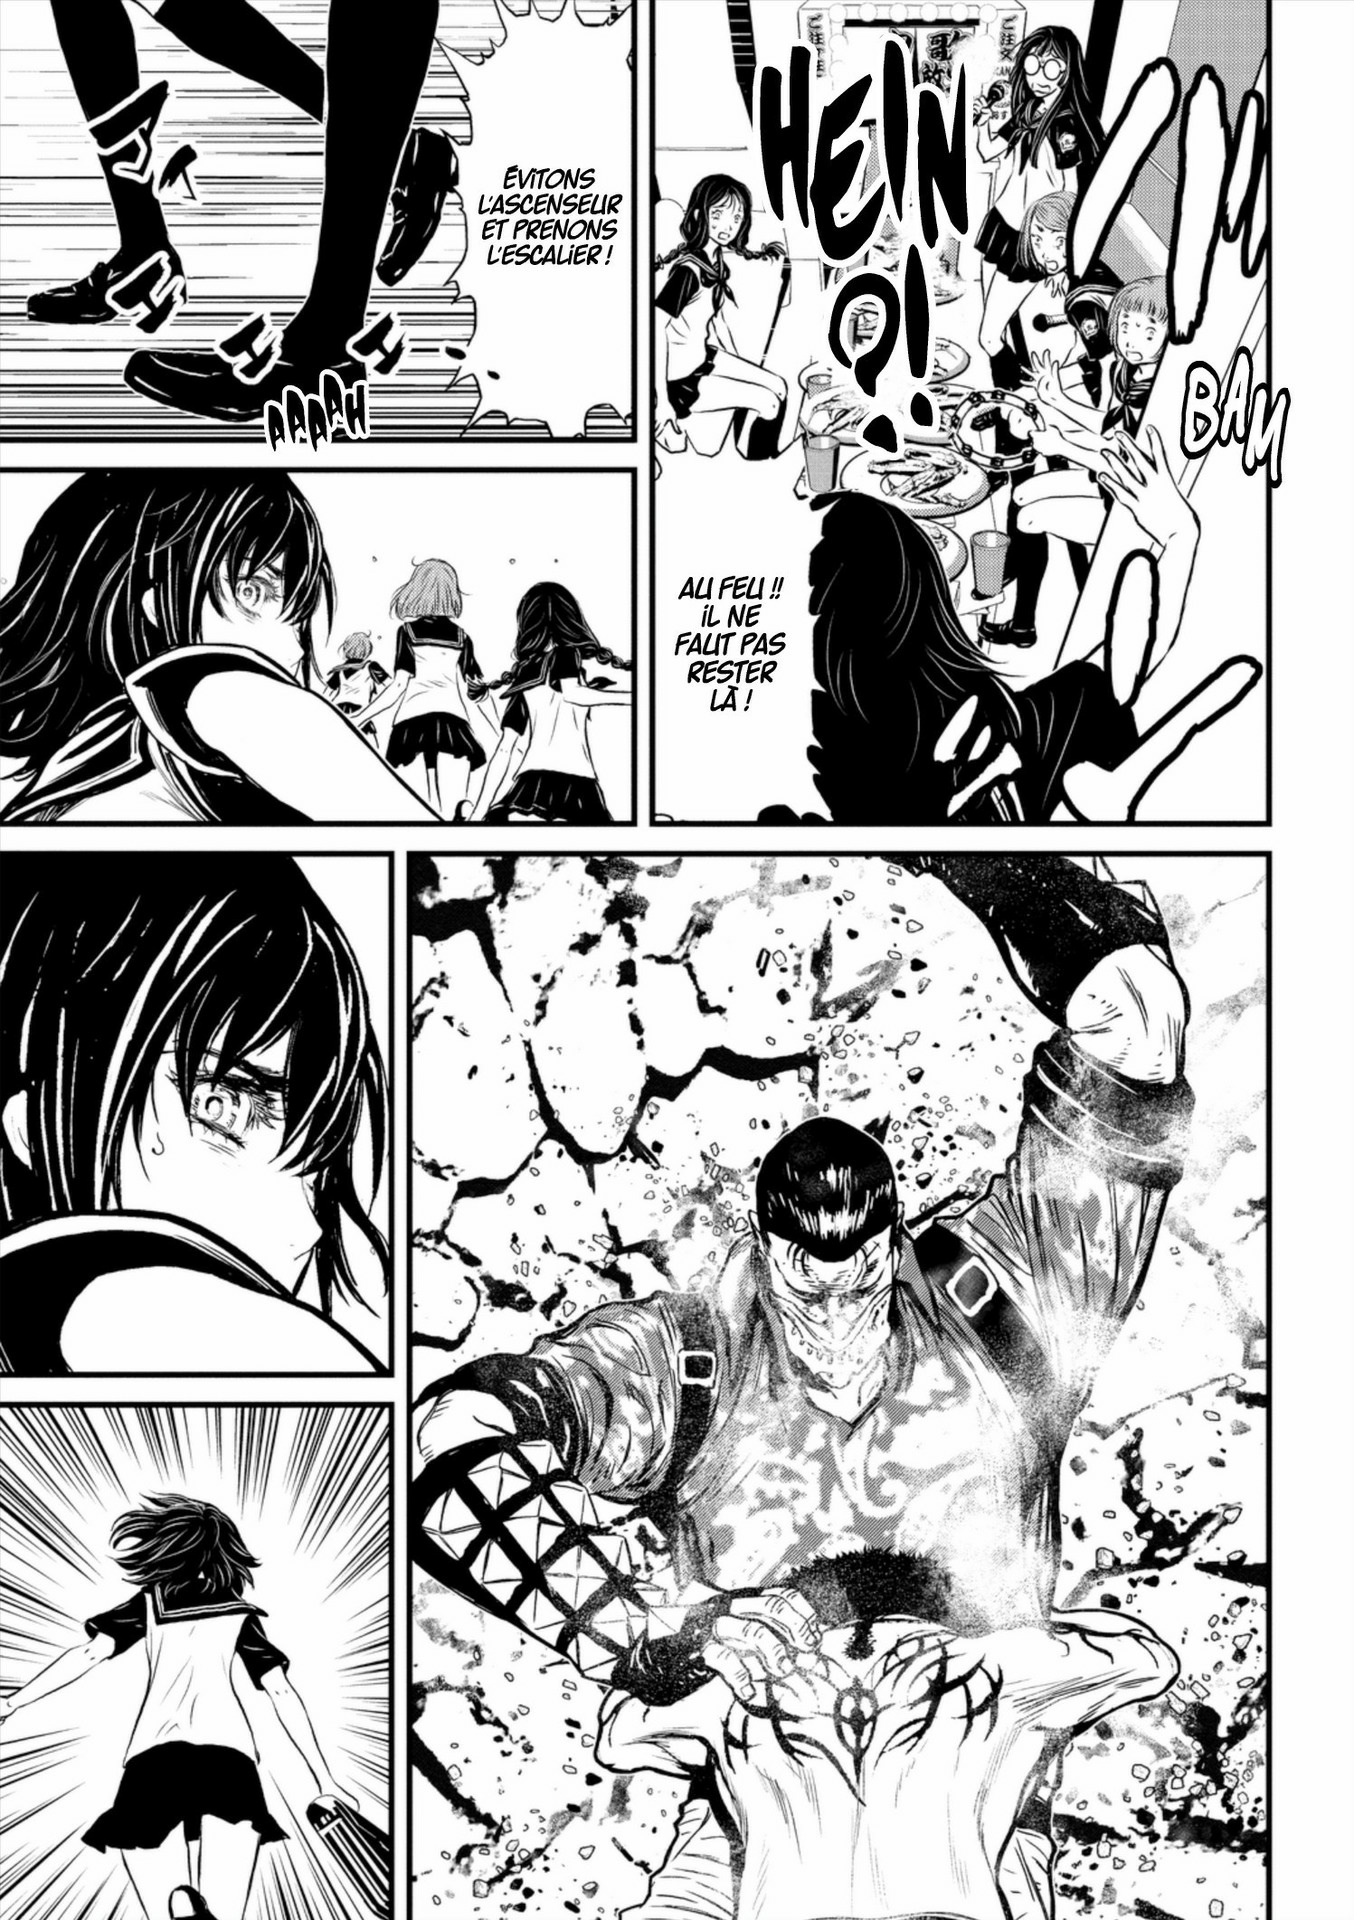 HEIN
?!
BAM
AU FEU !!
IL NE
FAUT PAS
RESTER
LÀ !
ÉVITONS
L'ASCENSEUR
ET PRENONS
L'ESCALIER !
AAAAH